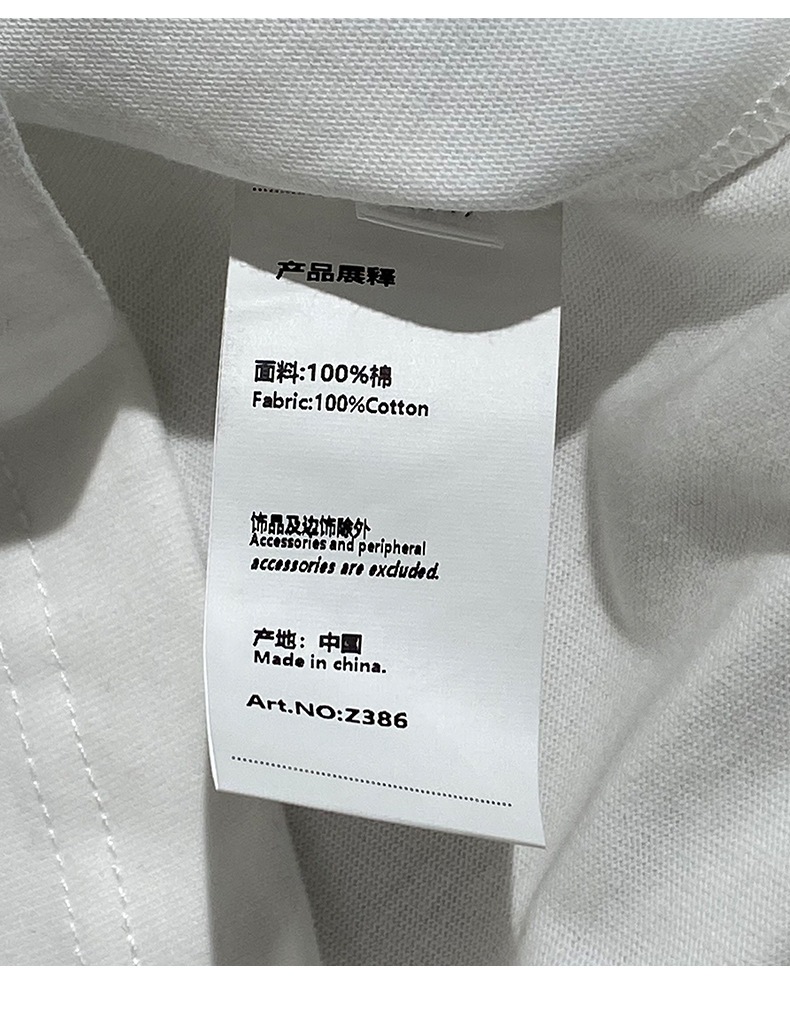 产品展释
面料:100%棉
Fabric:100%Cotton
饰品及边饰除外
Accessories and peripheral
accessories are excluded.
产地：中国
Made in china.
Art.NO:Z386